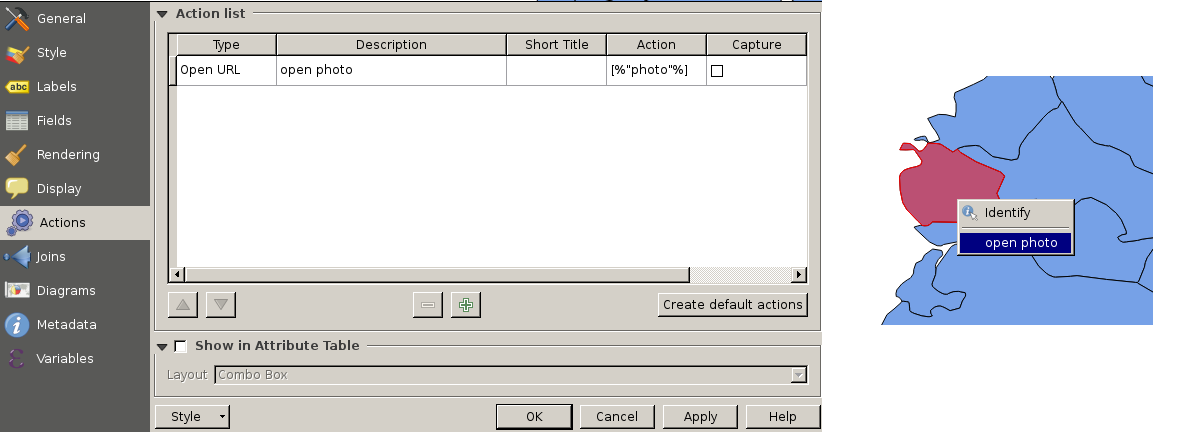 General
Style
Labels
Fields
Rendering
Display
Actions
Joins
Diagrams
Metadata
Variables
Action list
Type Description Short Title Action Capture
Open URL open photo [%"photo"%]
Create default actions
Show in Attribute Table
Layout Combo Box
Style OK Cancel Apply Help
abc
Identify
open photo